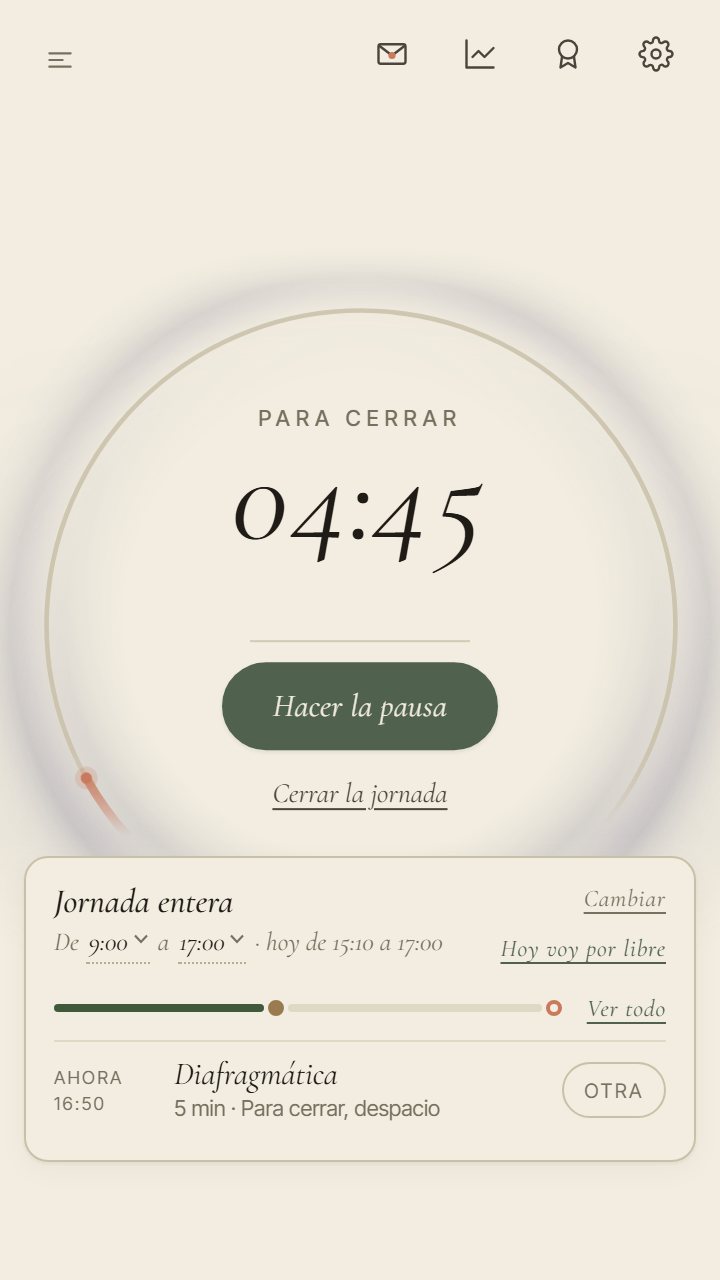 PARA CERRAR
04:45
Hacer la pausa
Cerrar la jornada
Jornada entera
Cambiar
De 9:00 a 17:00 · hoy de 15:10 a 17:00
Hoy voy por libre
Ver todo
AHORA
16:50
Diafragmática
5 min · Para cerrar, despacio
OTRA